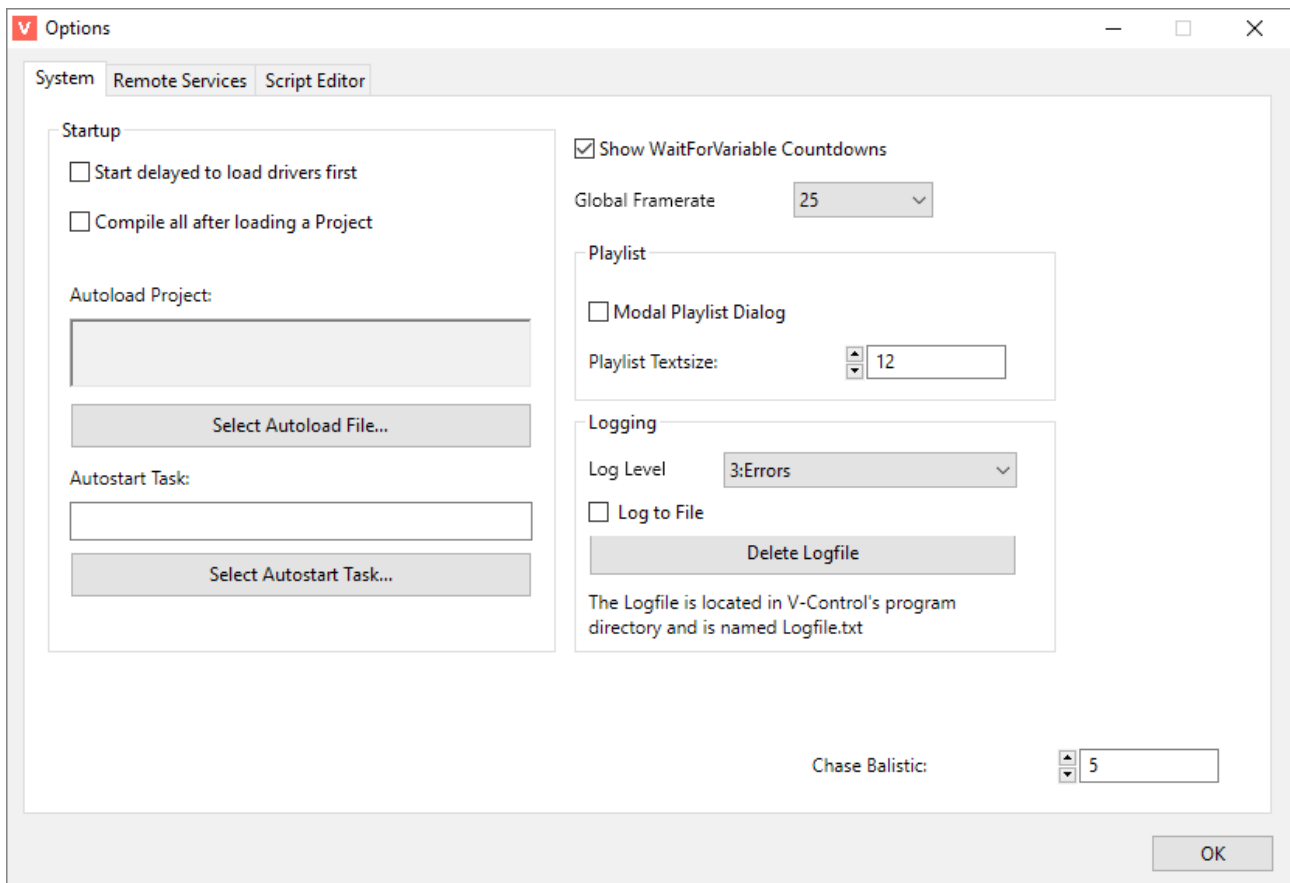 V Options
System Remote Services Script Editor
Startup
Start delayed to load drivers first
Compile all after loading a Project
Autoload Project:
Select Autoload File...
Autostart Task:
Select Autostart Task...
Show WaitForVariable Countdowns
Global Framerate 25
Playlist
Modal Playlist Dialog
Playlist Textsize: 12
Logging
Log Level 3:Errors
Log to File
Delete Logfile
The Logfile is located in V-Control's program
directory and is named Logfile.txt
Chase Balistic: 5
OK